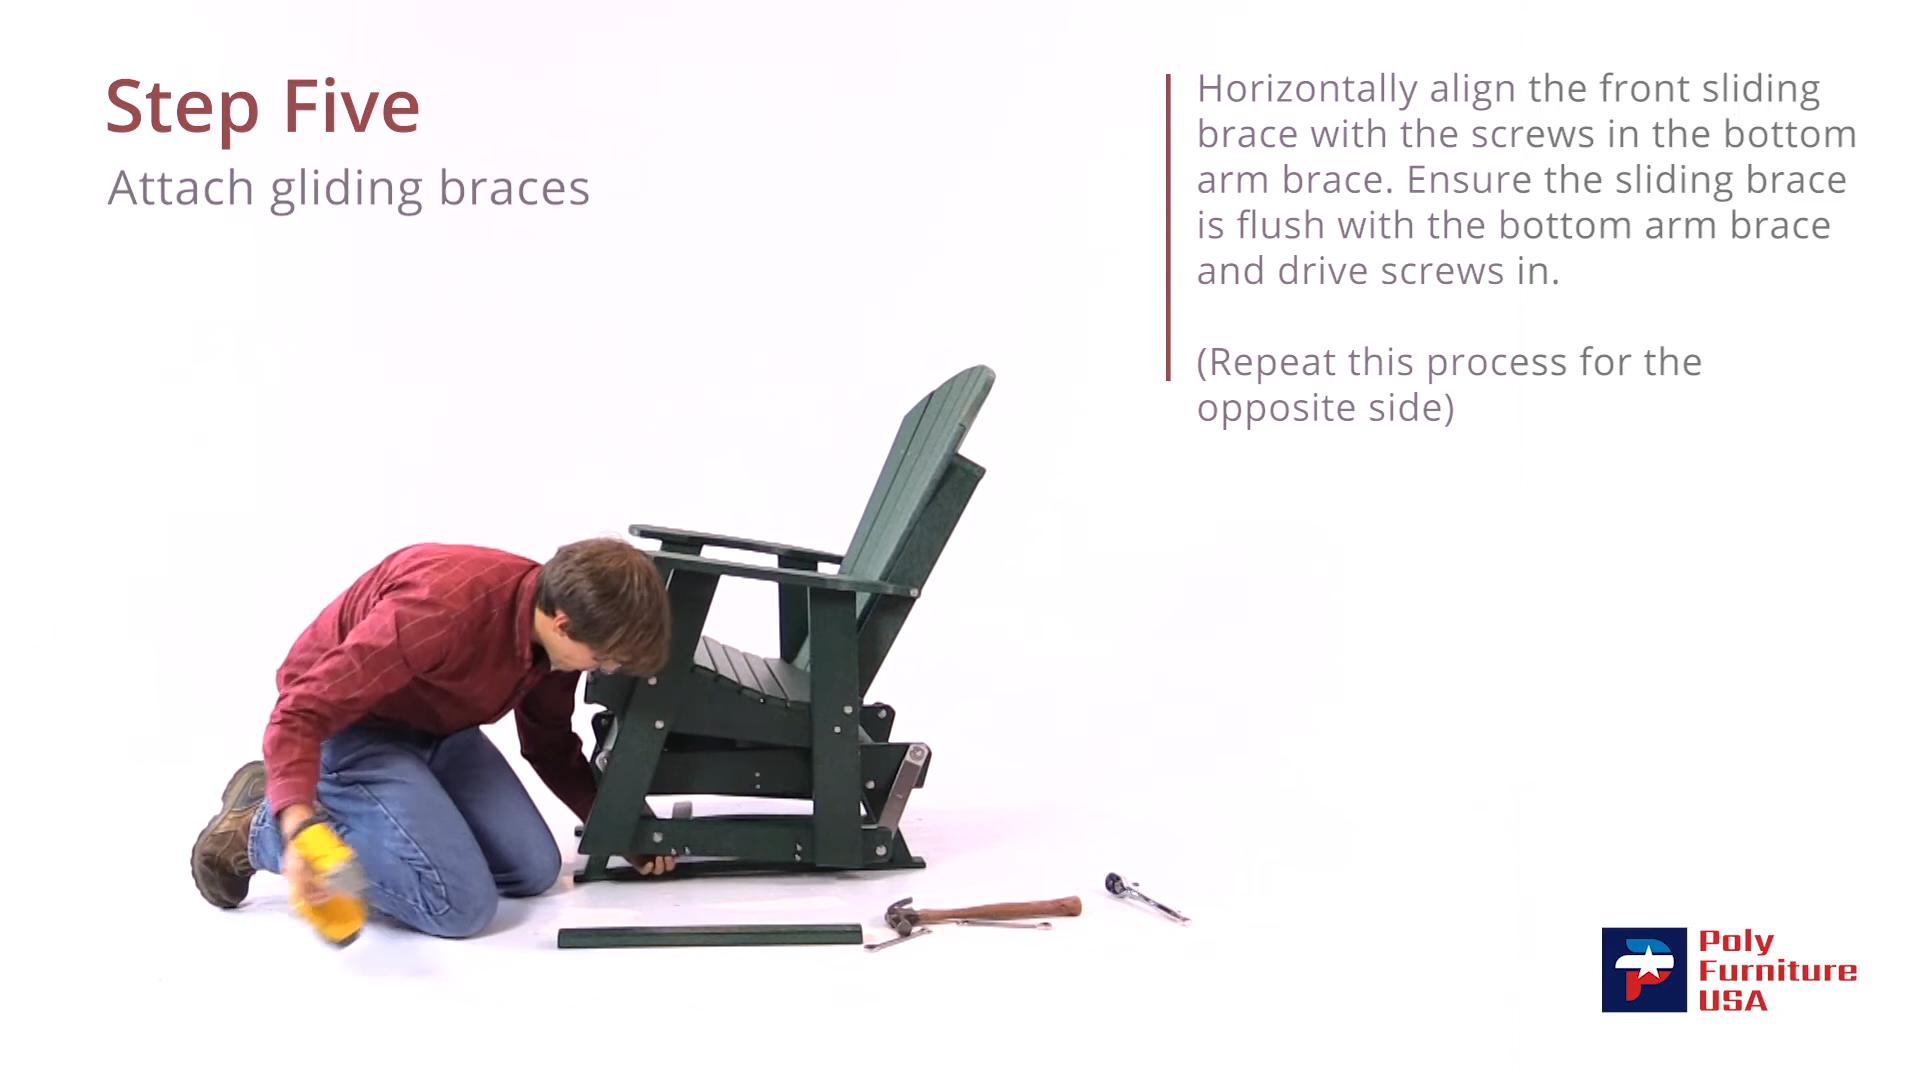 Step Five
Attach gliding braces
Horizontally align the front sliding
brace with the screws in the bottom
arm brace. Ensure the sliding brace
is flush with the bottom arm brace
and drive screws in.
(Repeat this process for the
opposite side)
Poly
Furniture
USA